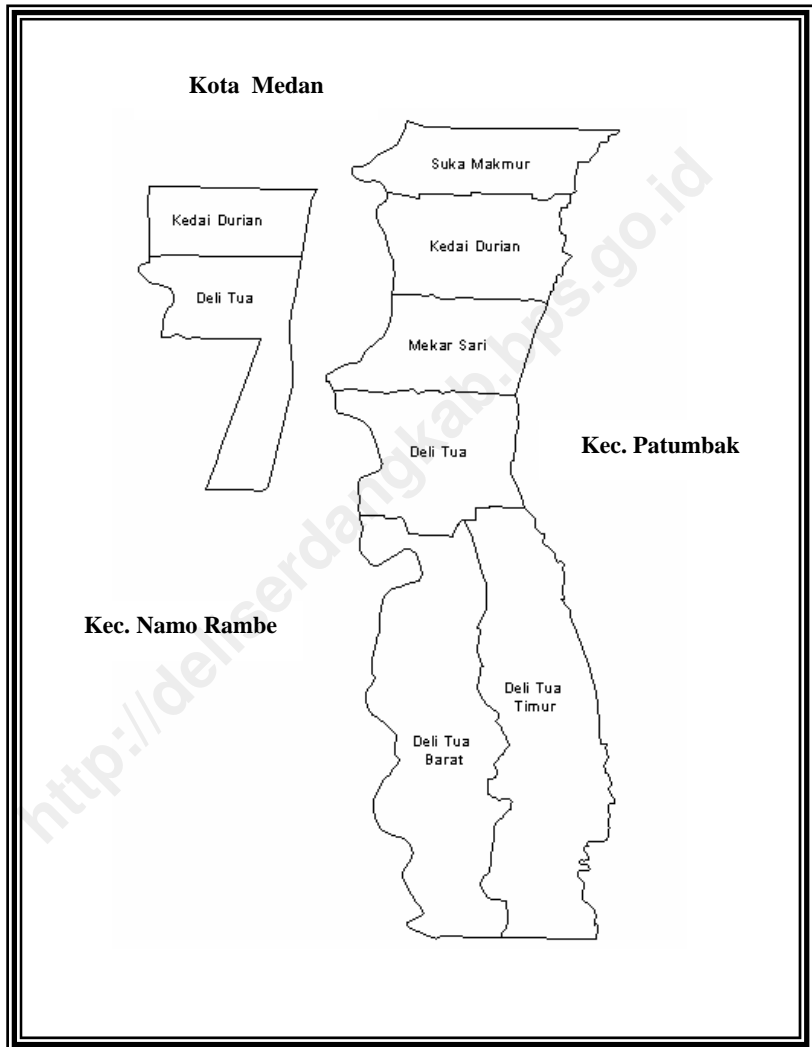 Kota Medan
Suka Makmur
Kedai Durian
Kedai Durian
Deli Tua
Mekar Sari
Deli Tua
Kec. Patumbak
Kec. Namo Rambe
Deli Tua
Timur
Deli Tua
Barat
http://deliserdangkab.bps.go.id